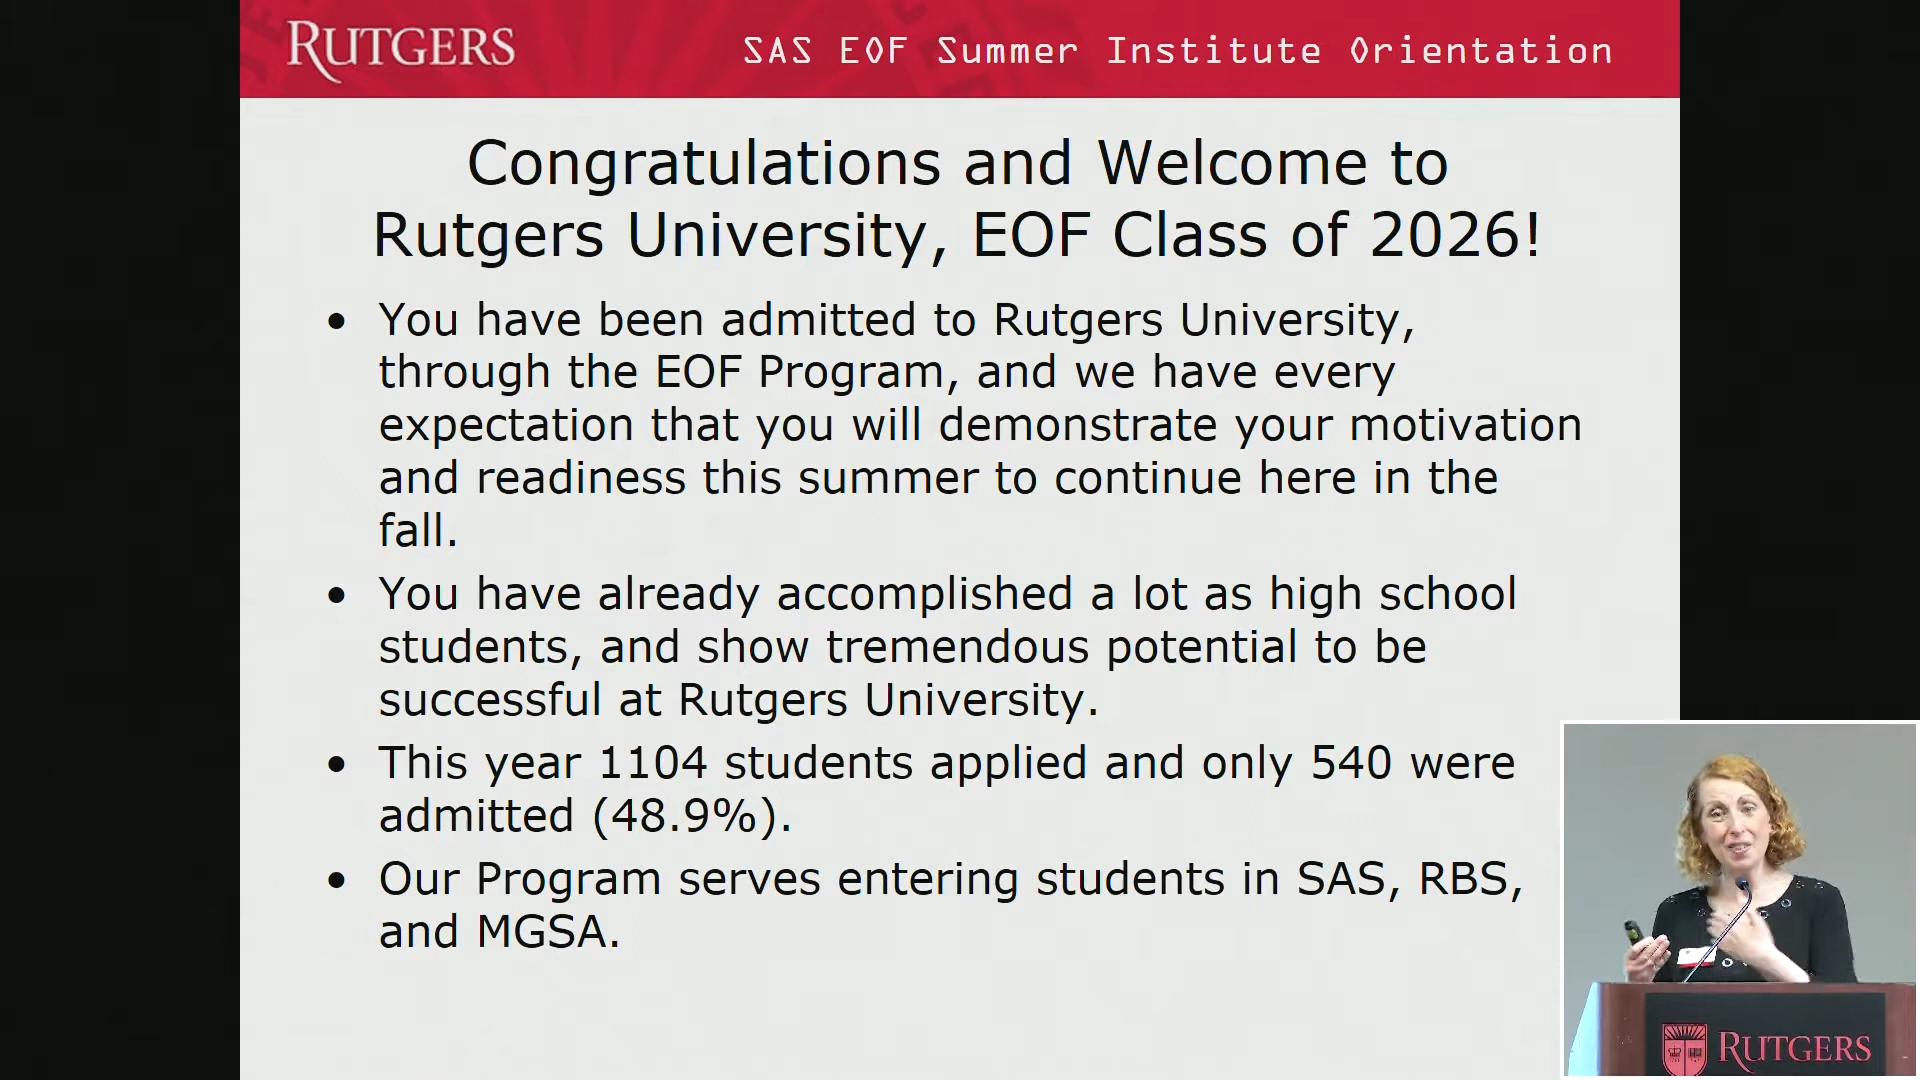 RUTGERS
SAS EOF Summer Institute Orientation
Congratulations and Welcome to
Rutgers University, EOF Class of 2026!
• You have been admitted to Rutgers University,
through the EOF Program, and we have every
expectation that you will demonstrate your motivation
and readiness this summer to continue here in the
fall.
• You have already accomplished a lot as high school
students, and show tremendous potential to be
successful at Rutgers University.
• This year 1104 students applied and only 540 were
admitted (48.9%).
• Our Program serves entering students in SAS, RBS,
and MGSA.
RUTGERS